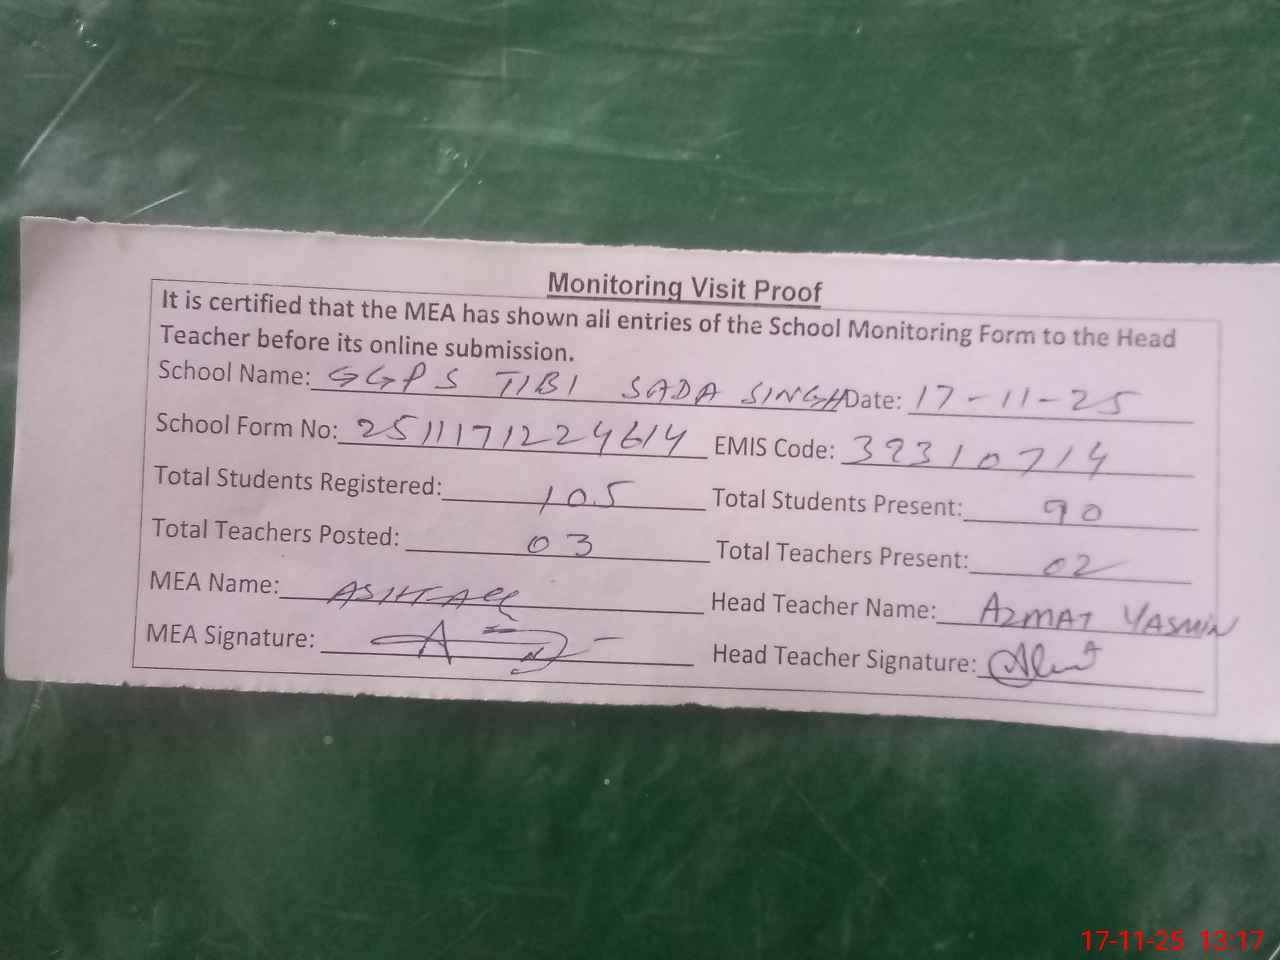 Monitoring Visit Proof
It is certified that the MEA has shown all entries of the School Monitoring Form to the Head
Teacher before its online submission.
School Name: GGPS TIBI SADA SINGH Date: 17-11-25
School Form No: 2511171224614 EMIS Code: 32310714
Total Students Registered: 105 Total Students Present: 90
Total Teachers Posted: 03 Total Teachers Present: 02
MEA Name: Head Teacher Name: AZMAT YASMIN
MEA Signature: Head Teacher Signature:
17-11-25 13:17